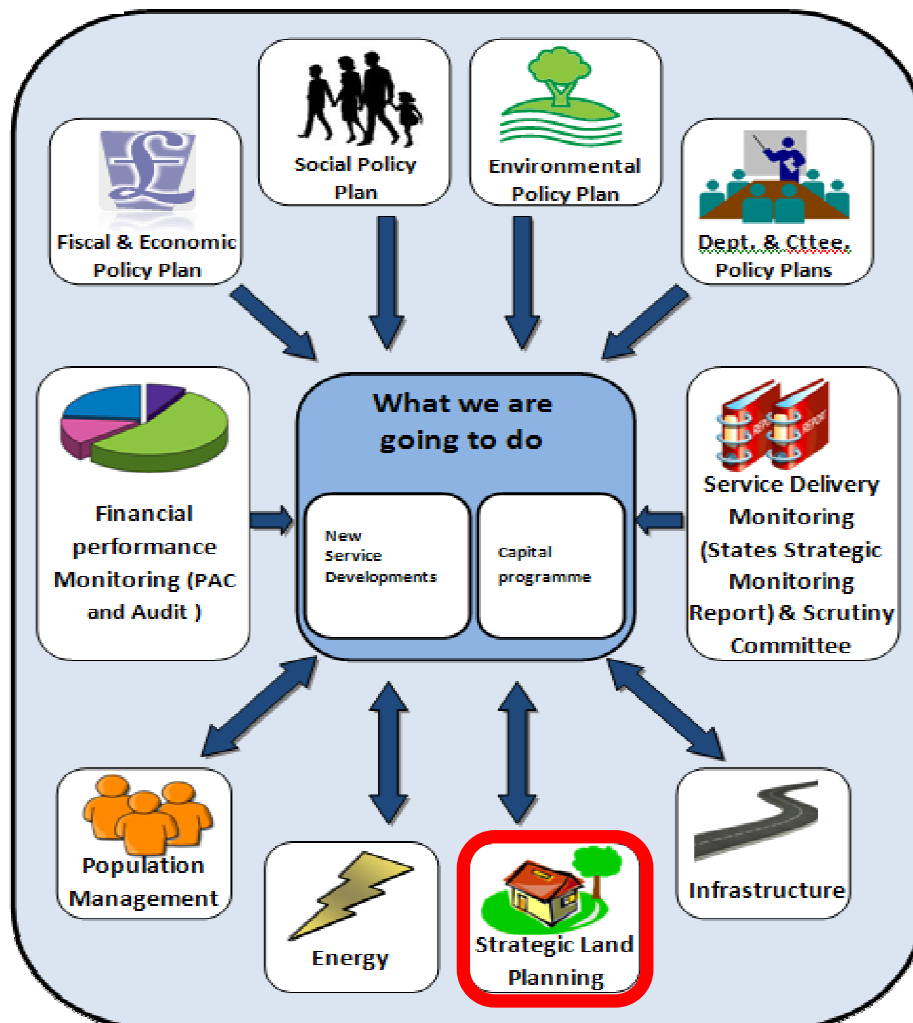 Social Policy
Plan
Environmental
Policy Plan
Fiscal & Economic
Policy Plan
Dept. & Cttee.
Policy Plans
What we are
going to do
New
Service
Developments
Capital
programme
Financial
performance
Monitoring (PAC
and Audit )
REPORT
REPORT
Service Delivery
Monitoring
(States Strategic
Monitoring
Report) & Scrutiny
Committee
Population
Management
Energy
Strategic Land
Planning
Infrastructure